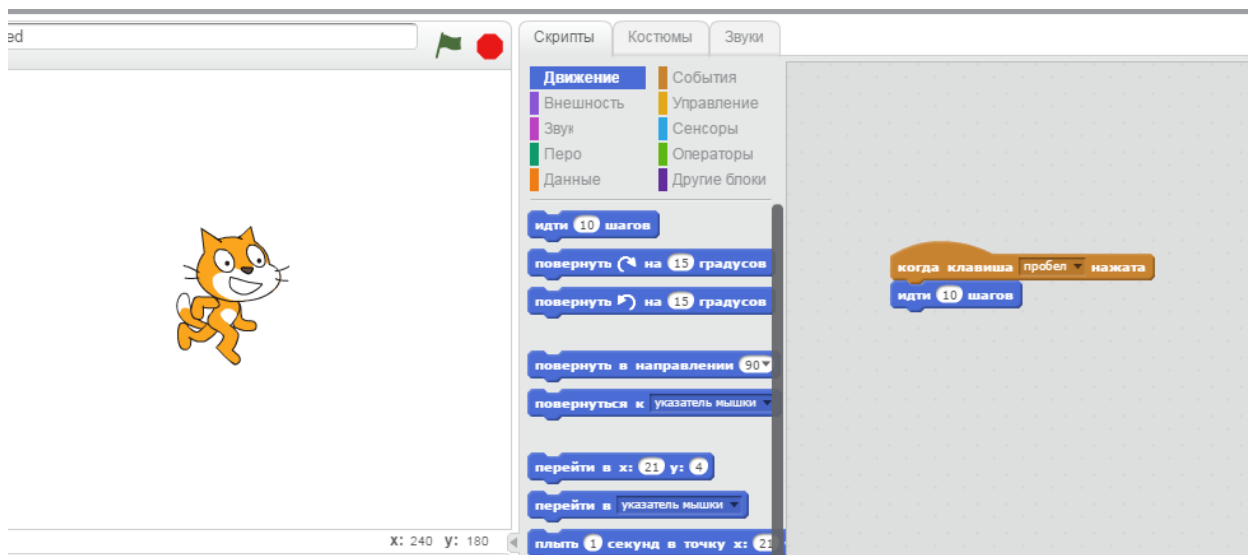 ed
Скрипты Костюмы Звуки
Движение События
Внешность Управление
Звук Сенсоры
Перо Операторы
Данные Другие блоки
идти 10 шагов
повернуть на 15 градусов
повернуть на 15 градусов
повернуть в направлении 90
повернуться к указатель мышки
перейти в x: 21 y: 4
перейти в указатель мышки
плыть 1 секунд в точку x: 21
когда клавиша пробел нажата
идти 10 шагов
X: 240 y: 180